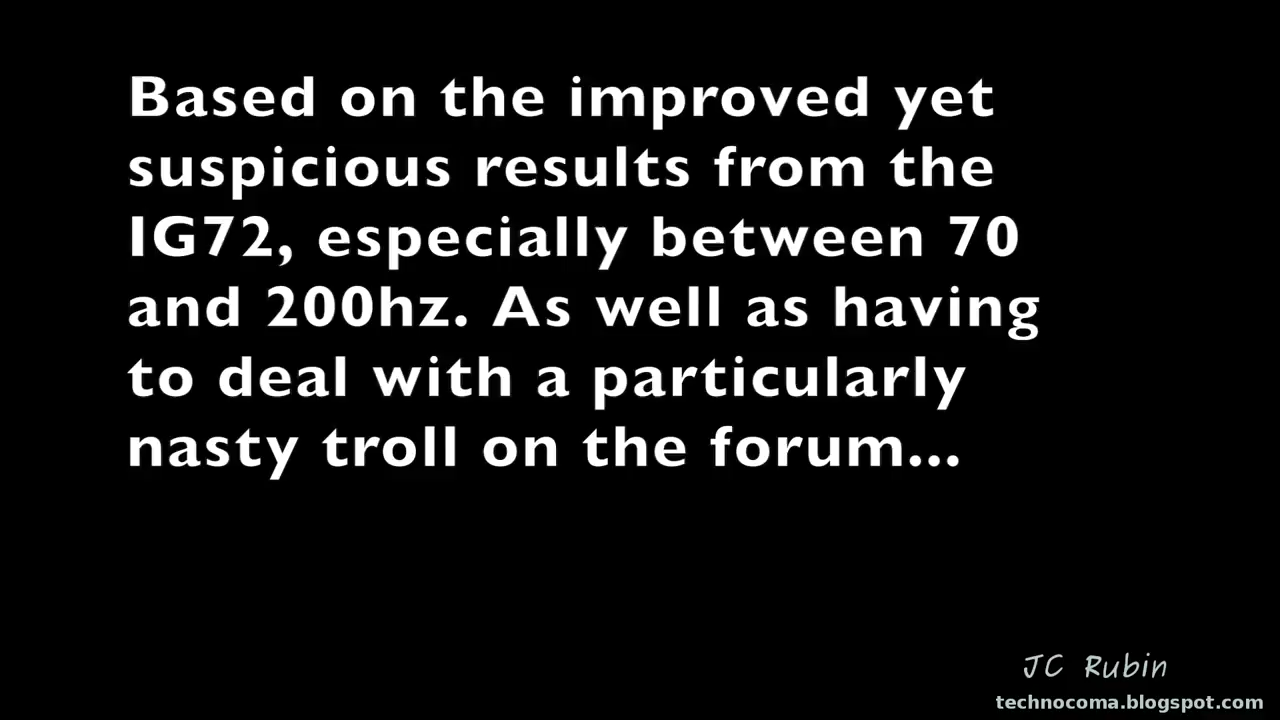 Based on the improved yet
suspicious results from the
IG72, especially between 70
and 200hz. As well as having
to deal with a particularly
nasty troll on the forum...
JC Rubin
technocoma.blogspot.com